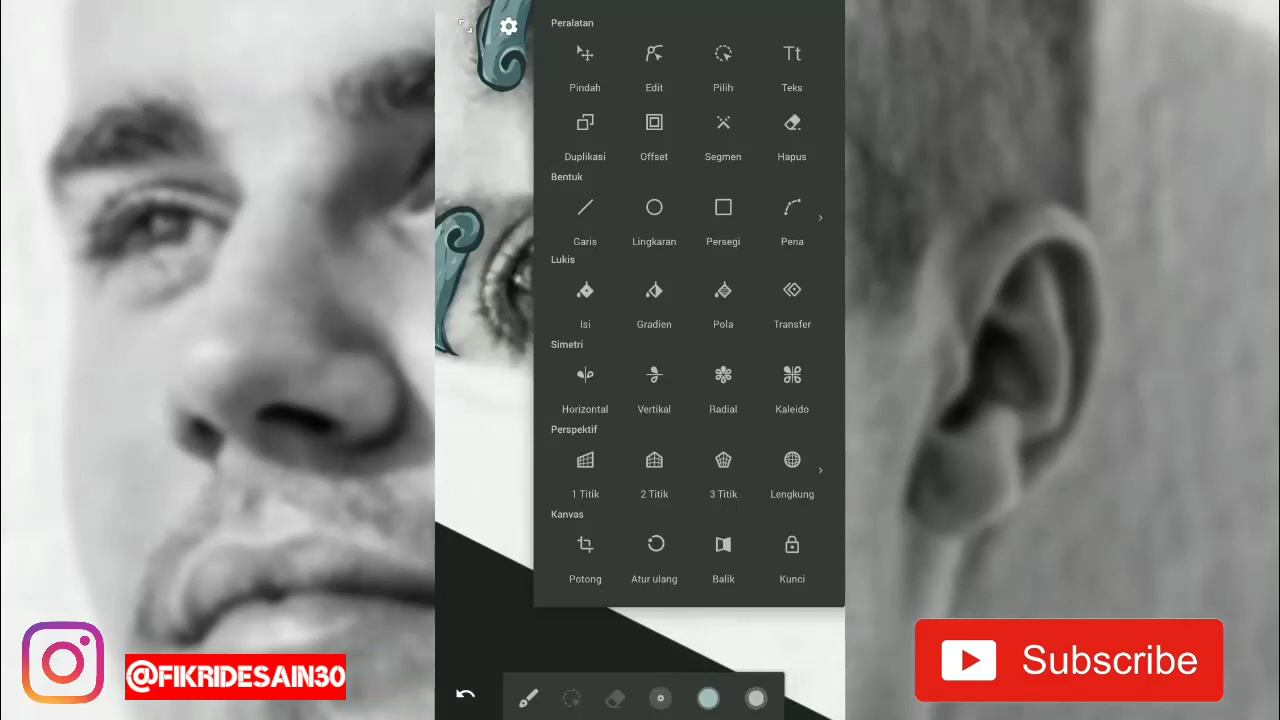 Peralatan
Pindah Edit Pilih Teks
Duplikasi Offset Segmen Hapus
Bentuk
Garis Lingkaran Persegi Pena
Lukis
Isi Gradien Pola Transfer
Simetri
Horizontal Vertikal Radial Kaleido
Perspektif
1 Titik 2 Titik 3 Titik Lengkung
Kanvas
Potong Atur ulang Balik Kunci
@FIKRIDESAIN30
Subscribe